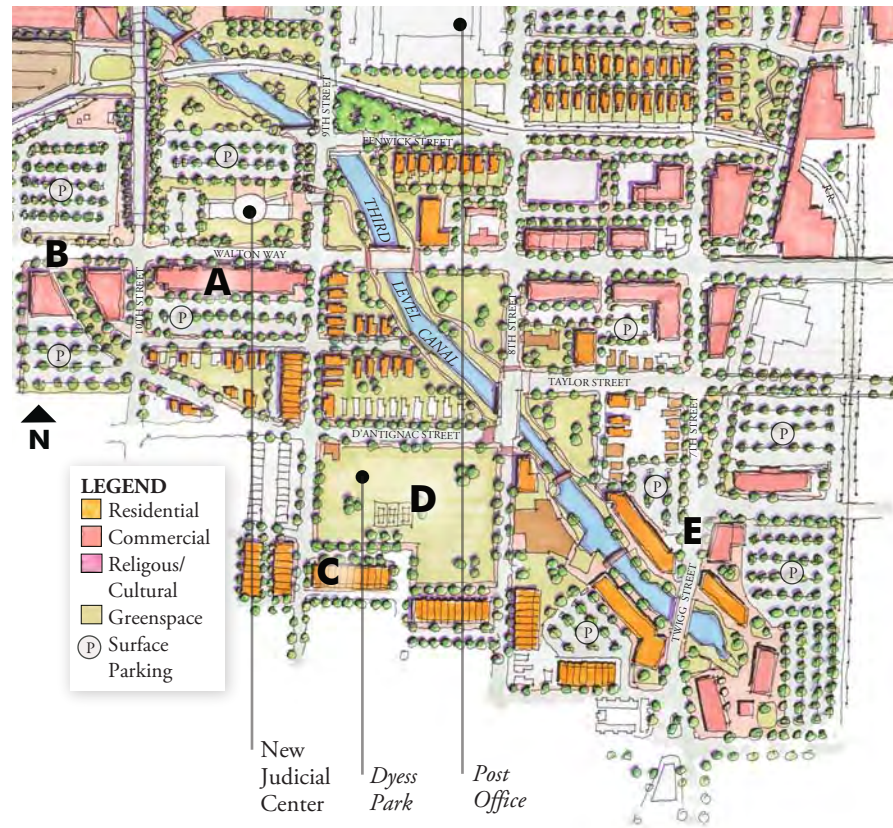 9TH STREET
FENWICK STREET
P
P
THIRD
LEVEL CANAL
B
WALTON WAY
A
10TH STREET
P
P
8TH STREET
P
TAYLOR STREET
7TH STREET
P
N
D'ANTIGNAC STREET
P
D
E
C
P
P
TWIGG STREET
R.R.
LEGEND
Residential
Commercial
Religous/
Cultural
Greenspace
P Surface
Parking
New
Judicial
Center
Dyess
Park
Post
Office